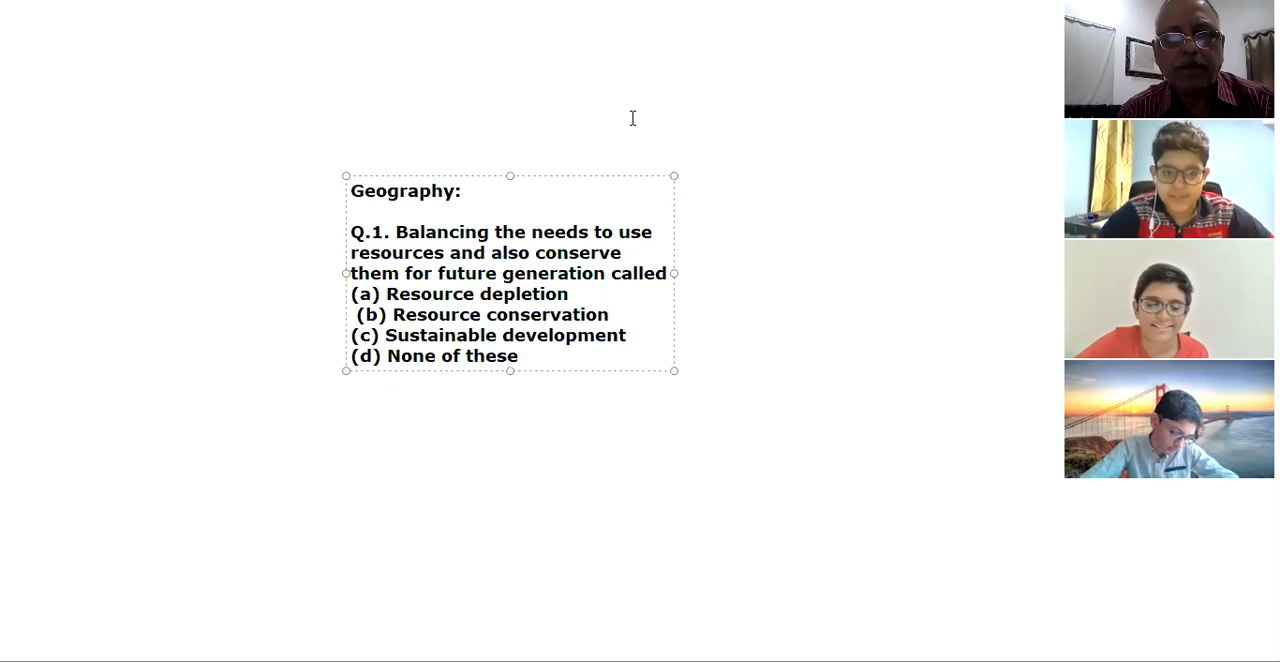 Geography:
Q.1. Balancing the needs to use
resources and also conserve
them for future generation called
(a) Resource depletion
(b) Resource conservation
(c) Sustainable development
(d) None of these